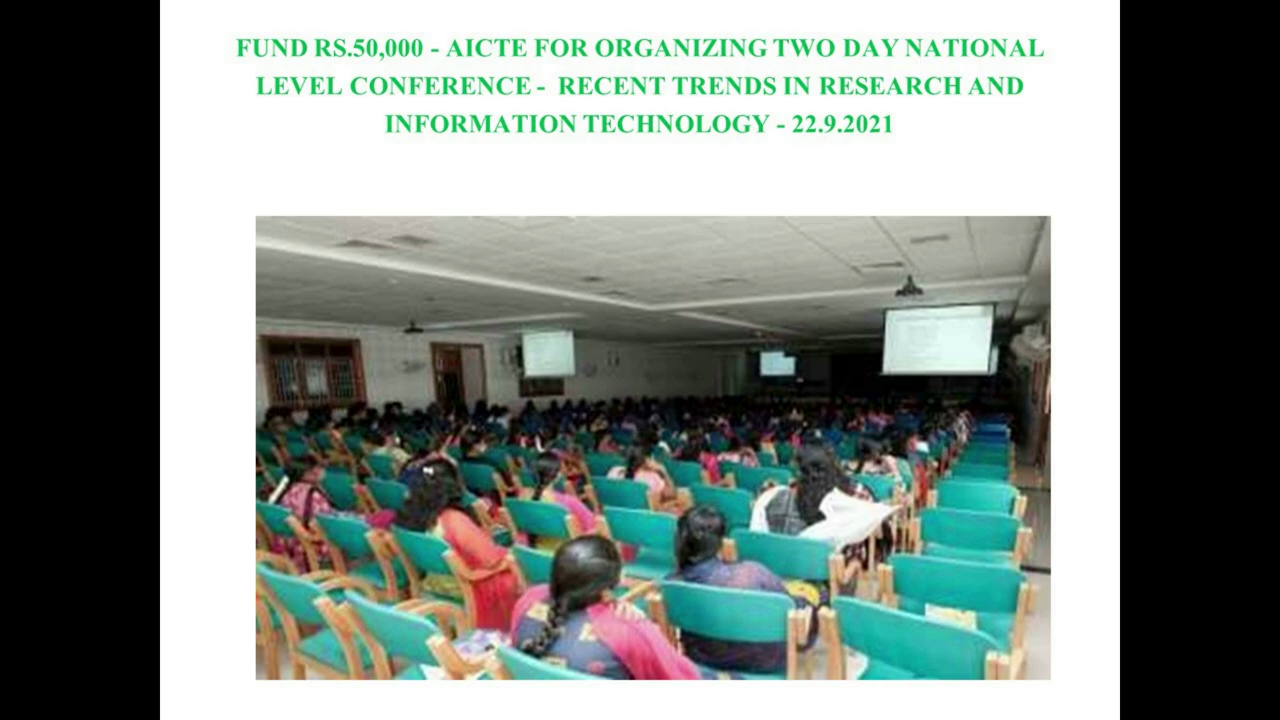 FUND RS.50,000 - AICTE FOR ORGANIZING TWO DAY NATIONAL
LEVEL CONFERENCE - RECENT TRENDS IN RESEARCH AND
INFORMATION TECHNOLOGY - 22.9.2021